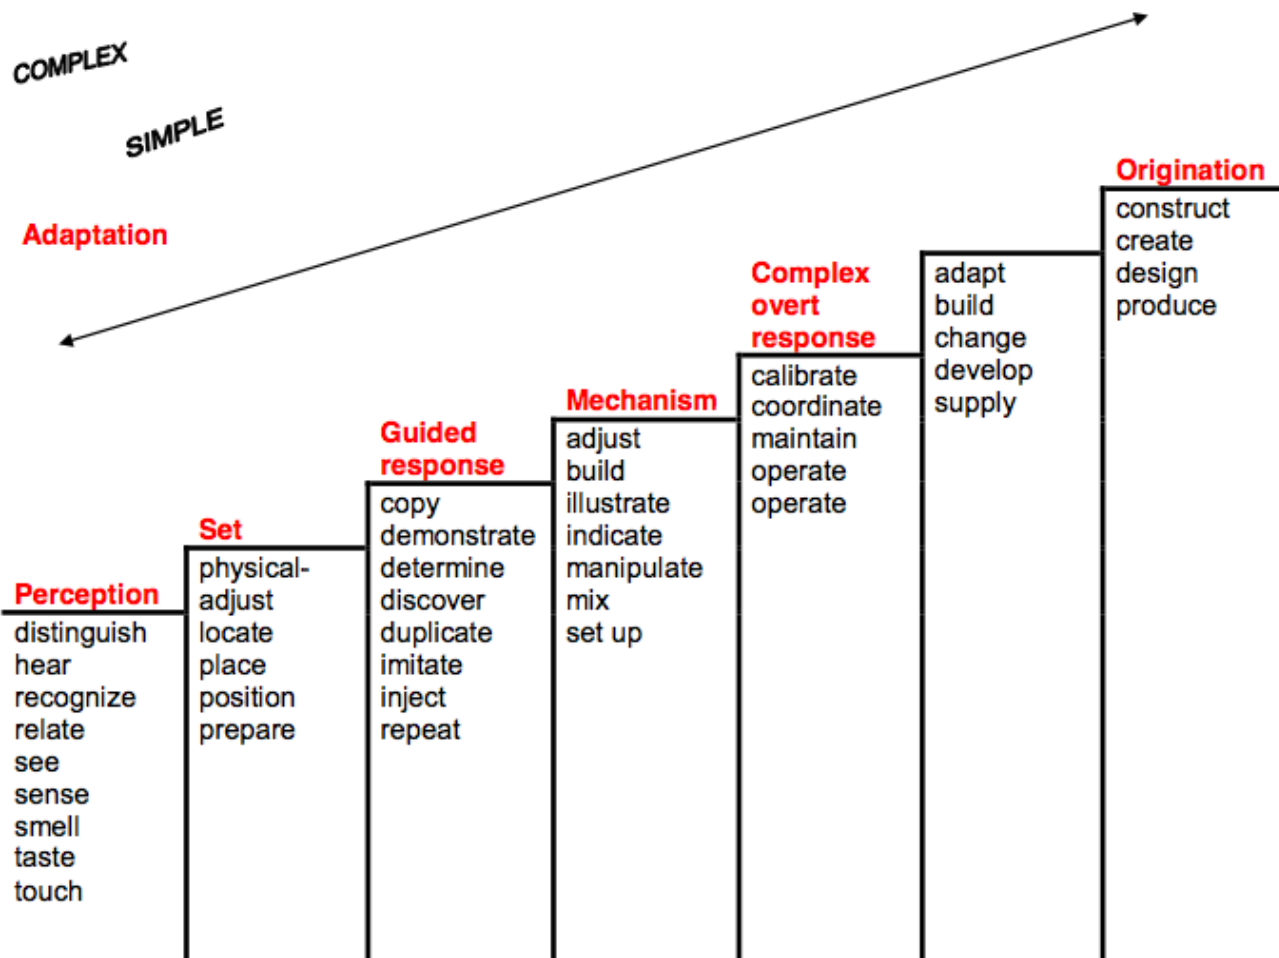 COMPLEX
SIMPLE
Adaptation
Perception
distinguish
hear
recognize
relate
see
sense
smell
taste
touch
Set
physical-
adjust
locate
place
position
prepare
Guided
response
copy
demonstrate
determine
discover
duplicate
imitate
inject
repeat
Mechanism
adjust
build
illustrate
indicate
manipulate
mix
set up
Complex
overt
response
calibrate
coordinate
maintain
operate
operate
adapt
build
change
develop
supply
Origination
construct
create
design
produce